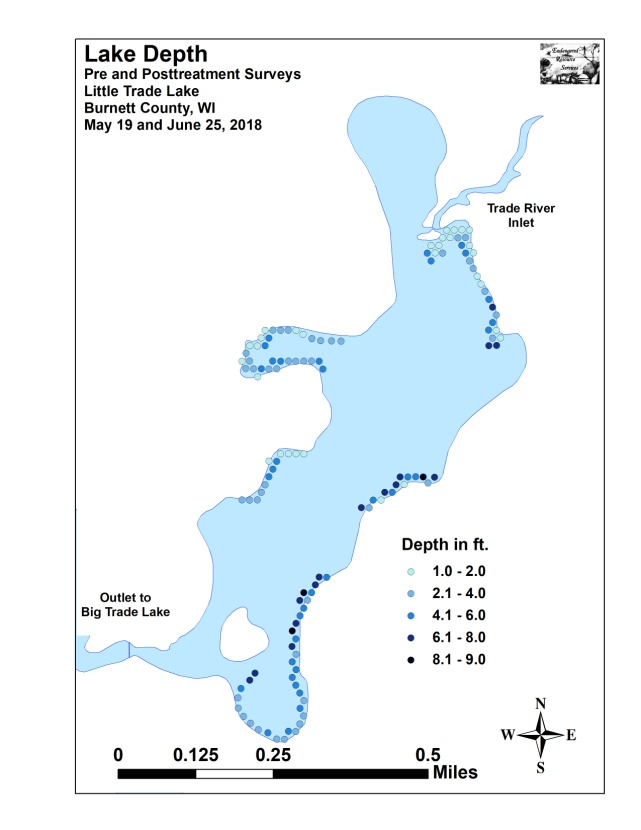 Lake Depth
Pre and Posttreatment Surveys
Little Trade Lake
Burnett County, WI
May 19 and June 25, 2018
Endangered
Resource
Services
Trade River
Inlet
Depth in ft.
1.0 - 2.0
2.1 - 4.0
4.1 - 6.0
6.1 - 8.0
8.1 - 9.0
Outlet to
Big Trade Lake
N
W E
S
0 0.125 0.25 0.5
Miles